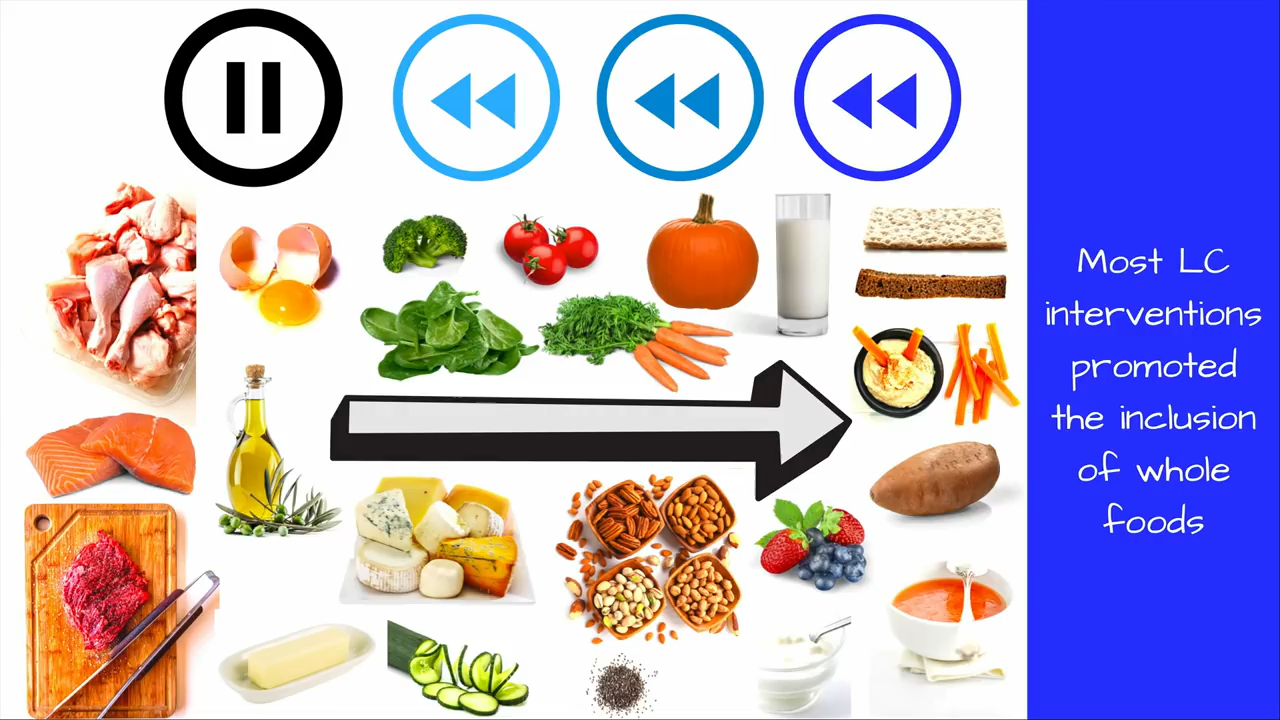 Most LC
interventions
promoted
the inclusion
of whole
foods